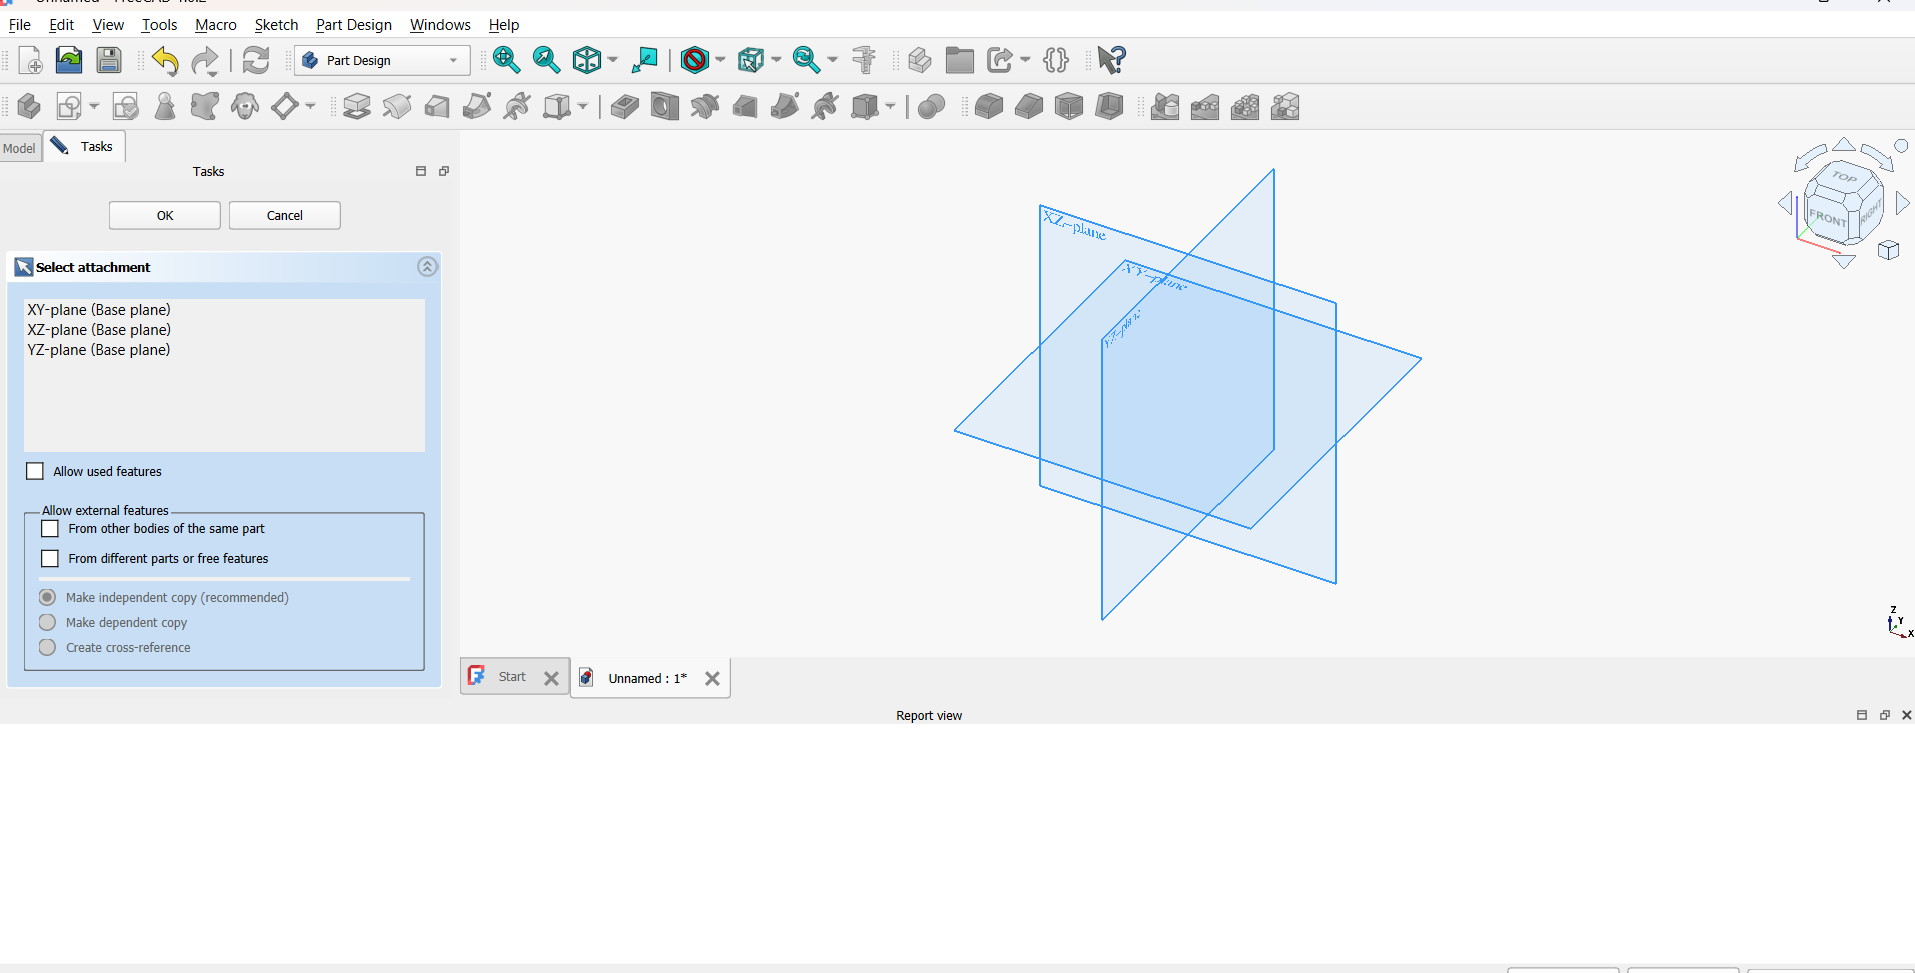 File Edit View Tools Macro Sketch Part Design Windows Help
Part Design
Model Tasks
Tasks
OK Cancel
Select attachment
XY-plane (Base plane)
XZ-plane (Base plane)
YZ-plane (Base plane)
Allow used features
Allow external features
From other bodies of the same part
From different parts or free features
Make independent copy (recommended)
Make dependent copy
Create cross-reference
XZ-plane
XY-plane
YZ-plane
TOP
FRONT
RIGHT
Z
Y
X
Start
Unnamed : 1*
Report view